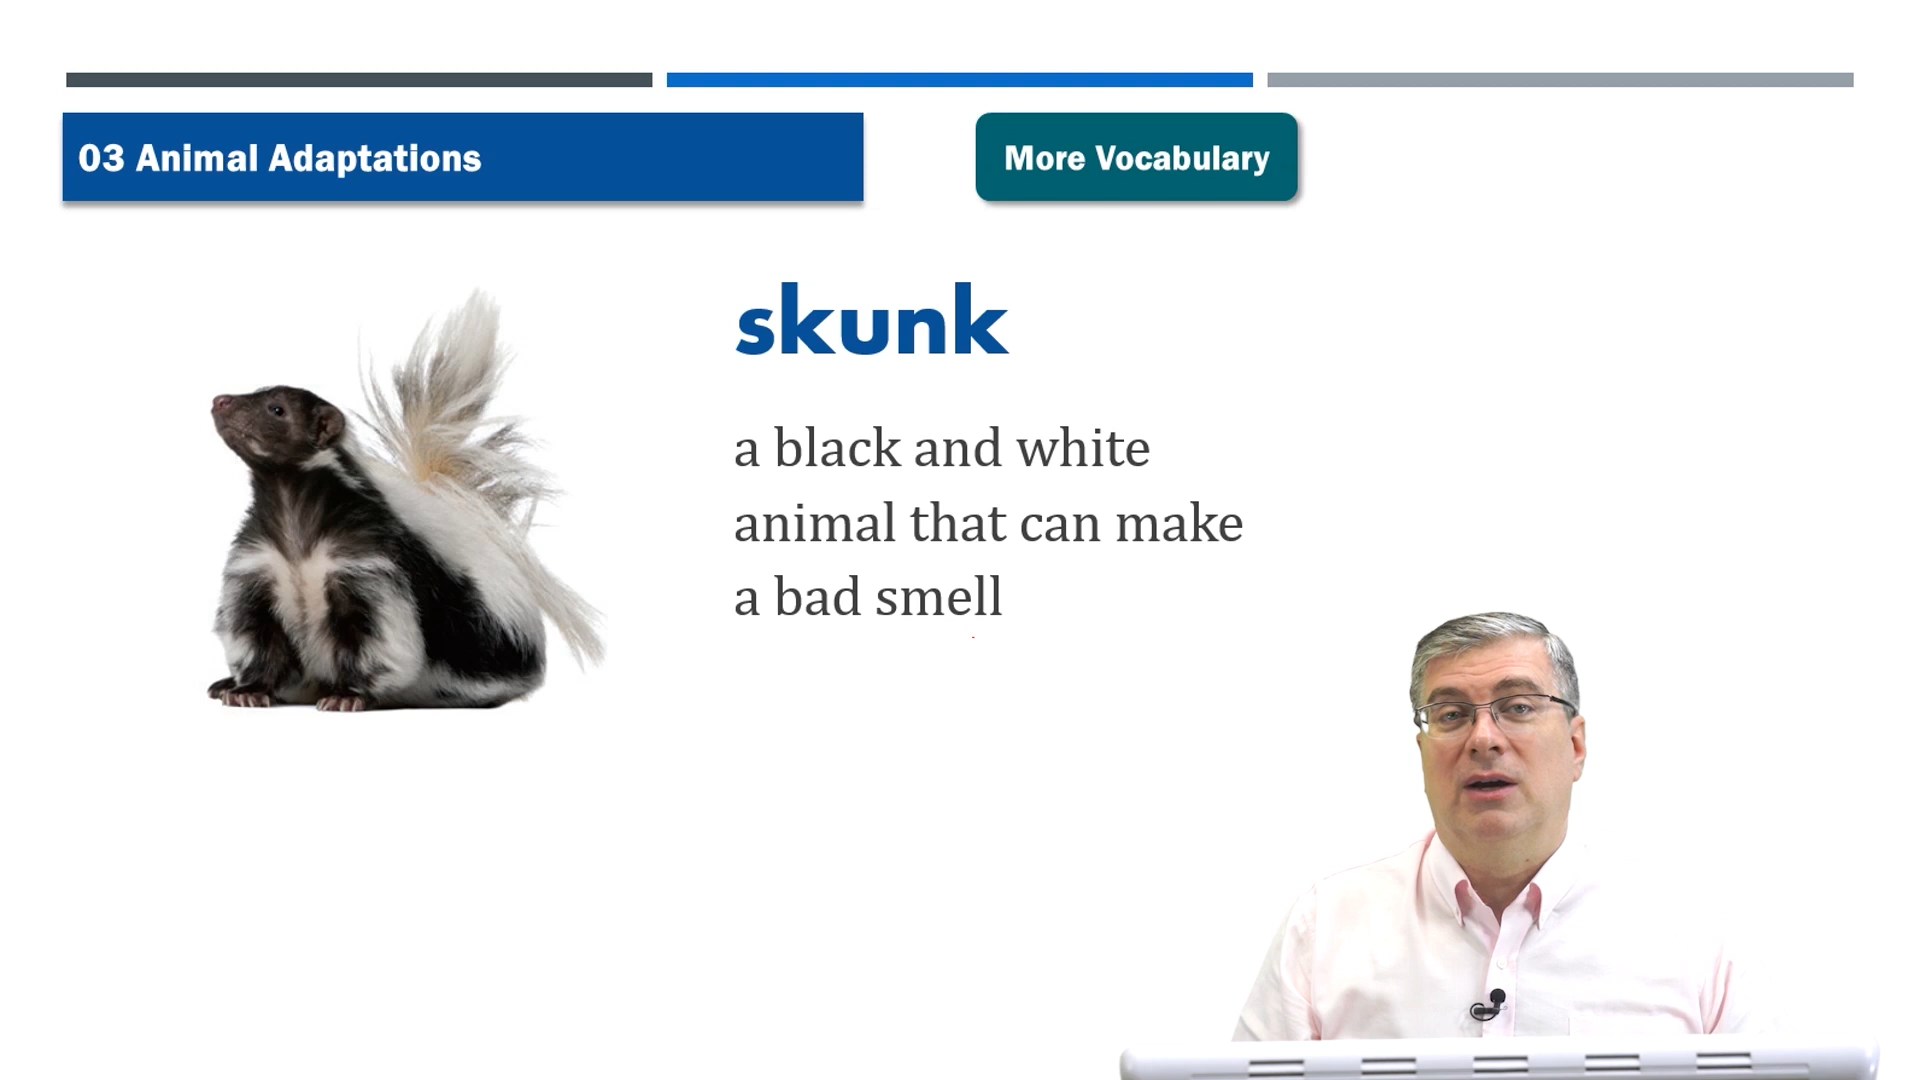 03 Animal Adaptations
More Vocabulary
skunk
a black and white
animal that can make
a bad smell